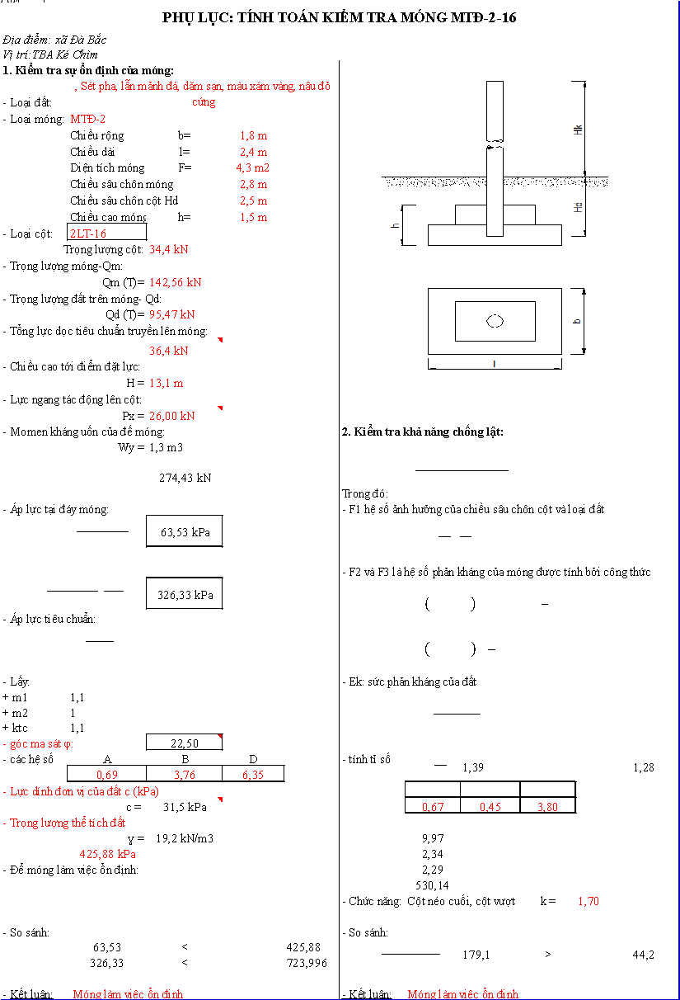 PHỤ LỤC: TÍNH TOÁN KIỂM TRA MÓNG MTĐ-2-16
Địa điểm: xã Đà Bắc
Vị trí:TBA Ké Chìm
1. Kiểm tra sự ổn định của móng:
- Loại đất: , Sét pha, lẫn mảnh đá, dăm sạn, màu xám vàng, nâu đỏ
cứng
- Loại móng: MTĐ-2
Chiều rộng b= 1,8 m
Chiều dài l= 2,4 m
Diện tích móng F= 4,3 m2
Chiều sâu chôn móng 2,8 m
Chiều sâu chôn cột Hd 2,5 m
Chiều cao móng h= 1,5 m
- Loại cột: 2LT-16
Trọng lượng cột: 34,4 kN
- Trọng lượng móng-Qm:
Qm (T)= 142,56 kN
- Trọng lượng đất trên móng- Qd:
Qd (T)= 95,47 kN
- Tổng lực dọc tiêu chuẩn truyền lên móng:
36,4 kN
- Chiều cao tới điểm đặt lực:
H = 13,1 m
- Lực ngang tác động lên cột:
Px = 26,00 kN
- Momen kháng uốn của đế móng:
Wy = 1,3 m3
274,43 kN
- Áp lực tại đáy móng:
63,53 kPa
326,33 kPa
- Áp lực tiêu chuẩn:
- Lấy:
+ m1 1,1
+ m2 1
+ ktc 1,1
- góc ma sát φ: 22,50
- các hệ số A B D
0,69 3,76 6,35
- Lực dính đơn vị của đất c (kPa)
c = 31,5 kPa
- Trọng lượng thể tích đất
γ = 19,2 kN/m3
425,88 kPa
- Để móng làm việc ổn định:
- So sánh:
63,53 < 425,88
326,33 < 723,996
- Kết luận: Móng làm việc ổn định
Hlk
Hd
h
b
l
2. Kiểm tra khả năng chống lật:
Trong đó:
- F1 hệ số ảnh hưởng của chiều sâu chôn cột và loại đất
- F2 và F3 là hệ số phản kháng của móng được tính bởi công thức
( ) –
( ) –
- Ek: sức phản kháng của đất
- tính tỉ số 1,39 1,28
0,67 0,45 3,80
9,97
2,34
2,29
530,14
- Chức năng: Cột néo cuối, cột vượt k = 1,70
- So sánh:
179,1 > 44,2
- Kết luận: Móng làm việc ổn định